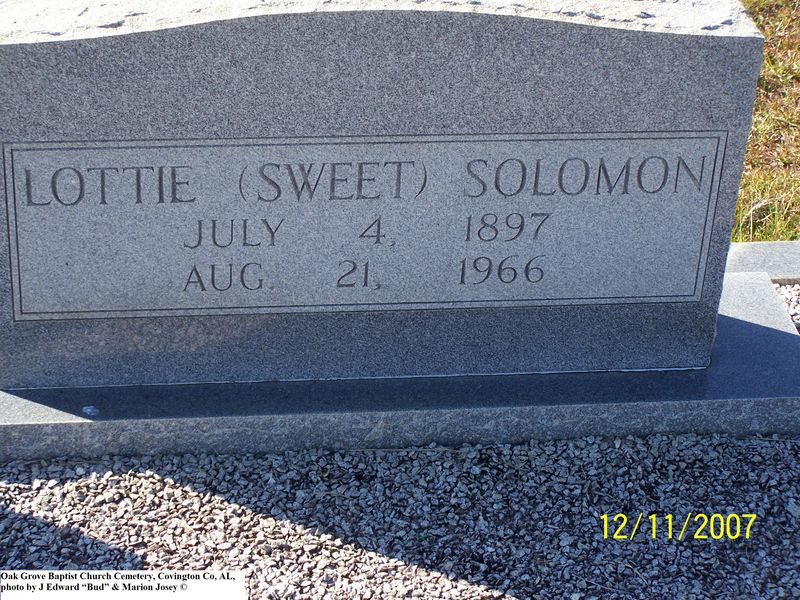 LOTTIE (SWEET) SOLOMON
JULY 4, 1897
AUG. 21, 1966
12/11/2007
Oak Grove Baptist Church Cemetery, Covington Co, AL,
photo by J Edward “Bud” & Marion Josey ©